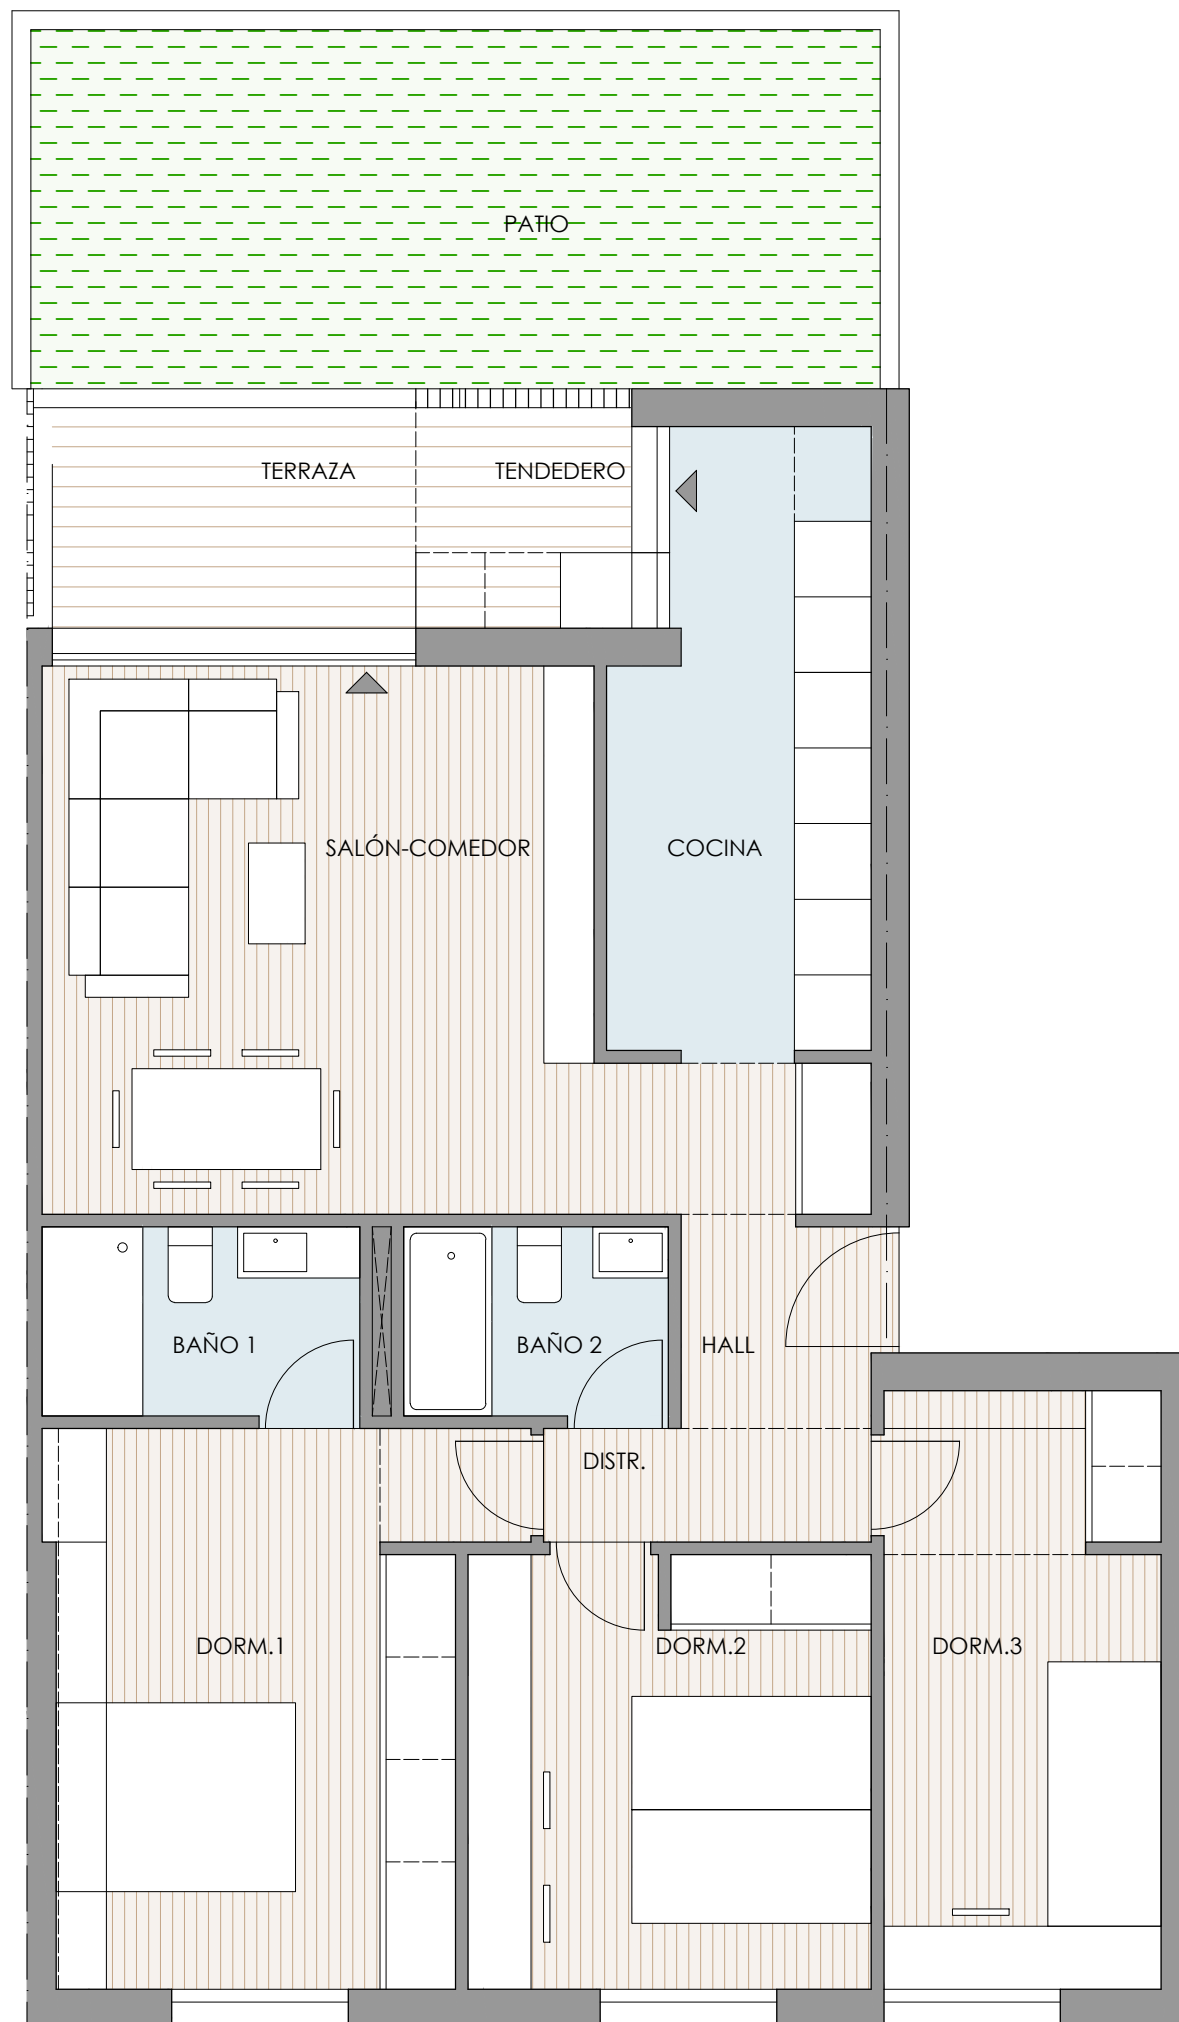 PATIO
TERRAZA
TENDEDERO
SALÓN-COMEDOR
COCINA
BAÑO 1
BAÑO 2
HALL
DISTR.
DORM.1
DORM.2
DORM.3